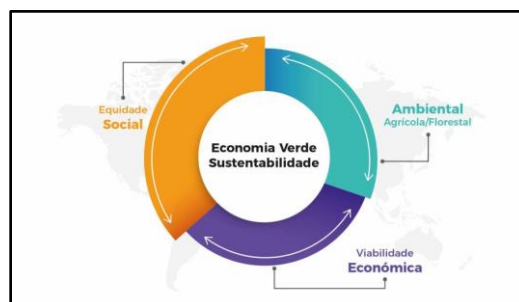 Equidade
Social
Economia Verde
Sustentabilidade
Ambiental
Agrícola/Florestal
Viabilidade
Económica